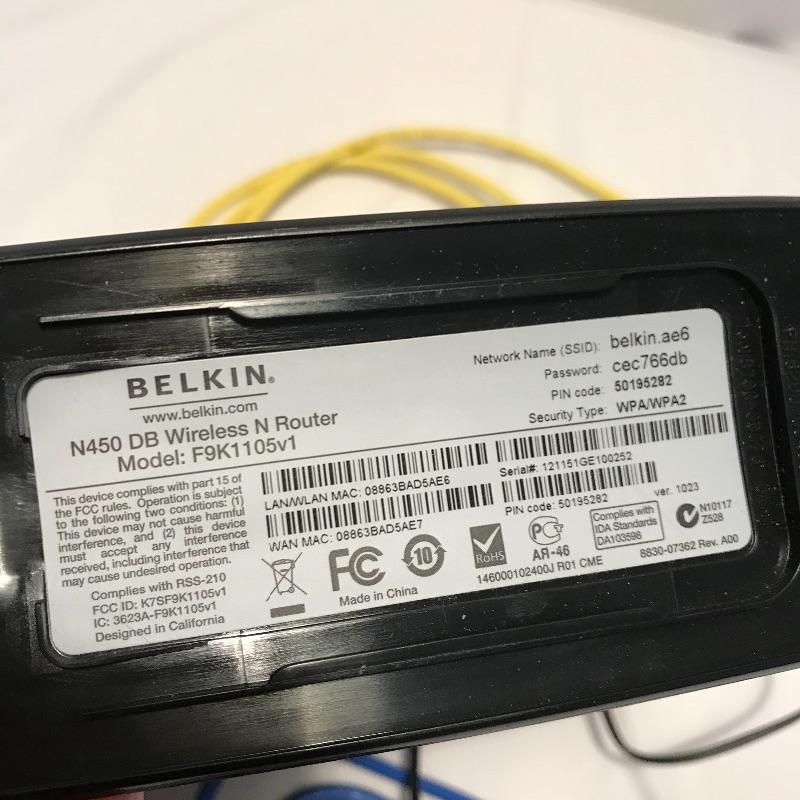 BELKIN®
www.belkin.com
N450 DB Wireless N Router
Model: F9K1105v1
Network Name (SSID): belkin.ae6
Password: cec766db
PIN code: 50195282
Security Type: WPA/WPA2
This device complies with part 15 of
the FCC rules. Operation is subject
to the following two conditions: (1)
This device may not cause harmful
interference, and (2) this device
must accept any interference
received, including interference that
may cause undesired operation.
Complies with RSS-210
FCC ID: K7SF9K1105v1
IC: 3623A-F9K1105v1
Designed in California
LAN/WLAN MAC: 08863BAD5AE6
WAN MAC: 08863BAD5AE7
Serial#: 121151GE100252
PIN code: 50195282
ver. 1023
FC
Made in China
10
RoHS
PC
АЯ-46
146000102400J R01 CME
Complies with
IDA Standards
DA103598
N10117
Z528
8830-07362 Rev. A00